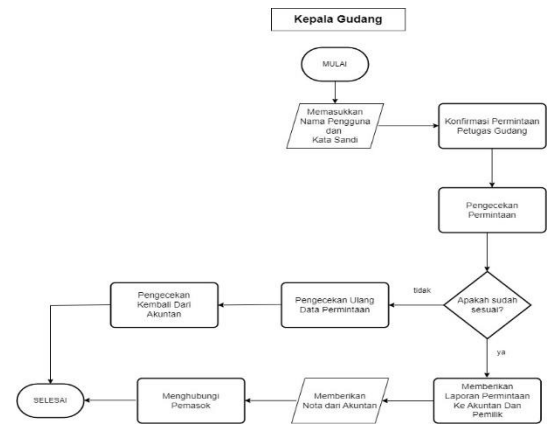 Kepala Gudang
MULAI
Memasukkan
Nama Pengguna
dan
Kata Sandi
Konfirmasi Permintaan
Petugas Gudang
Pengecekan
Permintaan
Apakah sudah
sesuai?
tidak
Pengecekan Ulang
Data Permintaan
Pengecekan
Kembali Dari
Akuntan
ya
Memberikan
Laporan Permintaan
Ke Akuntan Dan
Pemilik
Memberikan
Nota dari Akuntan
Menghubungi
Pemasok
SELESAI